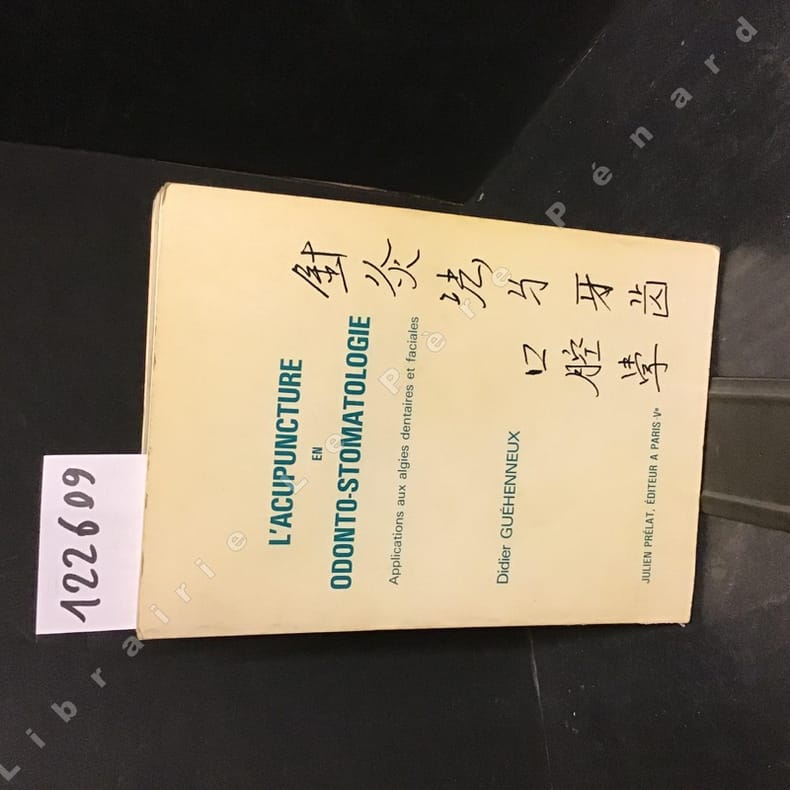 122609
L'ACUPUNCTURE
EN
ODONTO-STOMATOLOGIE
Applications aux algies dentaires et faciales
Didier GUÉHENNEUX
JULIEN PRÉLAT, ÉDITEUR A PARIS Vᵉ
針灸法与牙齒
口腔学
Librairie Le Père Pénard